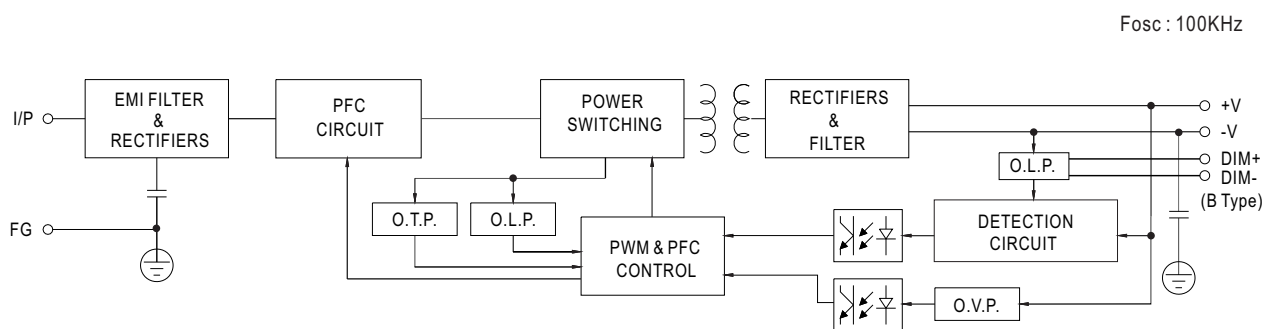 Fosc : 100KHz
I/P
EMI FILTER
&
RECTIFIERS
PFC
CIRCUIT
POWER
SWITCHING
RECTIFIERS
&
FILTER
+V
-V
DIM+
DIM-
(B Type)
O.L.P.
FG
O.T.P.
O.L.P.
PWM & PFC
CONTROL
DETECTION
CIRCUIT
O.V.P.